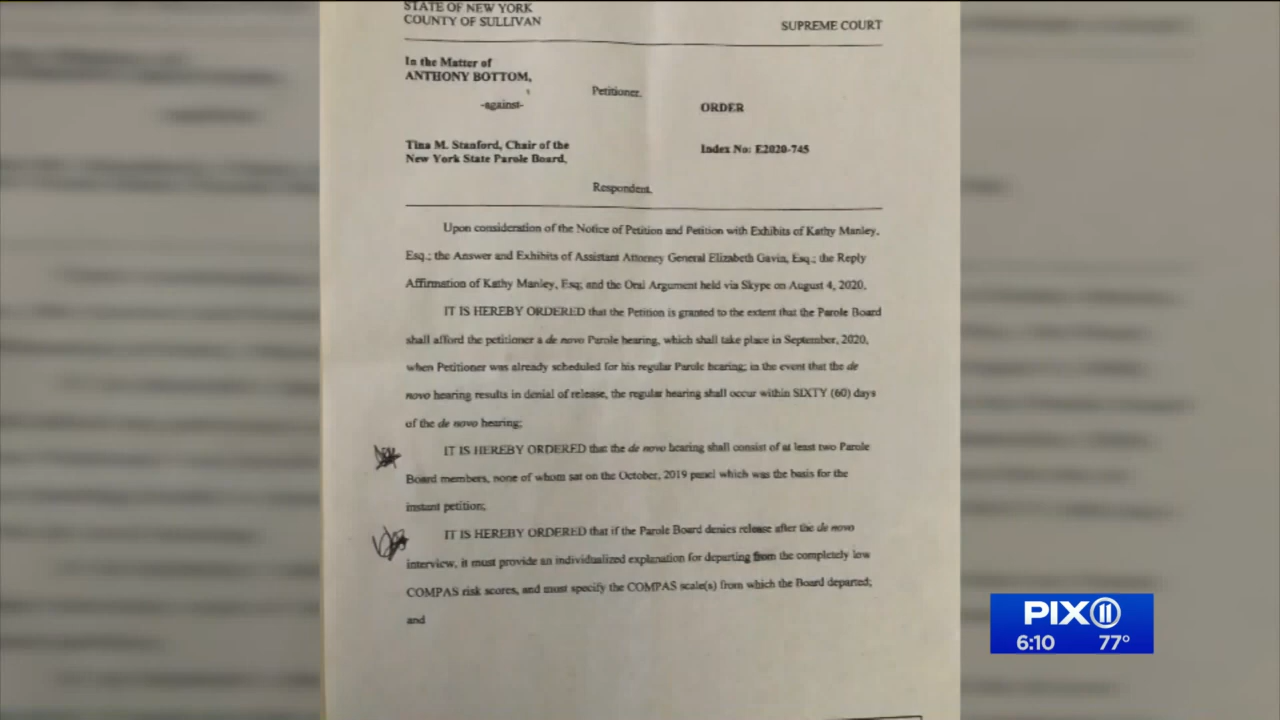 STATE OF NEW YORK
COUNTY OF SULLIVAN
SUPREME COURT
In the Matter of
ANTHONY BOTTOM,
Petitioner,
-against-
ORDER
Tina M. Stanford, Chair of the
New York State Parole Board,
Index No: E2020-745
Respondent.
Upon consideration of the Notice of Petition and Petition with Exhibits of Kathy Manley,
Esq.; the Answer and Exhibits of Assistant Attorney General Elizabeth Gavin, Esq.; the Reply
Affirmation of Kathy Manley, Esq; and the Oral Argument held via Skype on August 4, 2020,
IT IS HEREBY ORDERED that the Petition is granted to the extent that the Parole Board
shall afford the petitioner a de novo Parole hearing, which shall take place in September, 2020,
when Petitioner was already scheduled for his regular Parole hearing; in the event that the de
novo hearing results in denial of release, the regular hearing shall occur within SIXTY (60) days
of the de novo hearing;
IT IS HEREBY ORDERED that the de novo hearing shall consist of at least two Parole
Board members, none of whom sat on the October, 2019 panel which was the basis for the
instant petition;
IT IS HEREBY ORDERED that if the Parole Board denies release after the de novo
interview, it must provide an individualized explanation for departing from the completely low
COMPAS risk scores, and must specify the COMPAS scale(s) from which the Board departed;
and
PIX11
6:10 77°